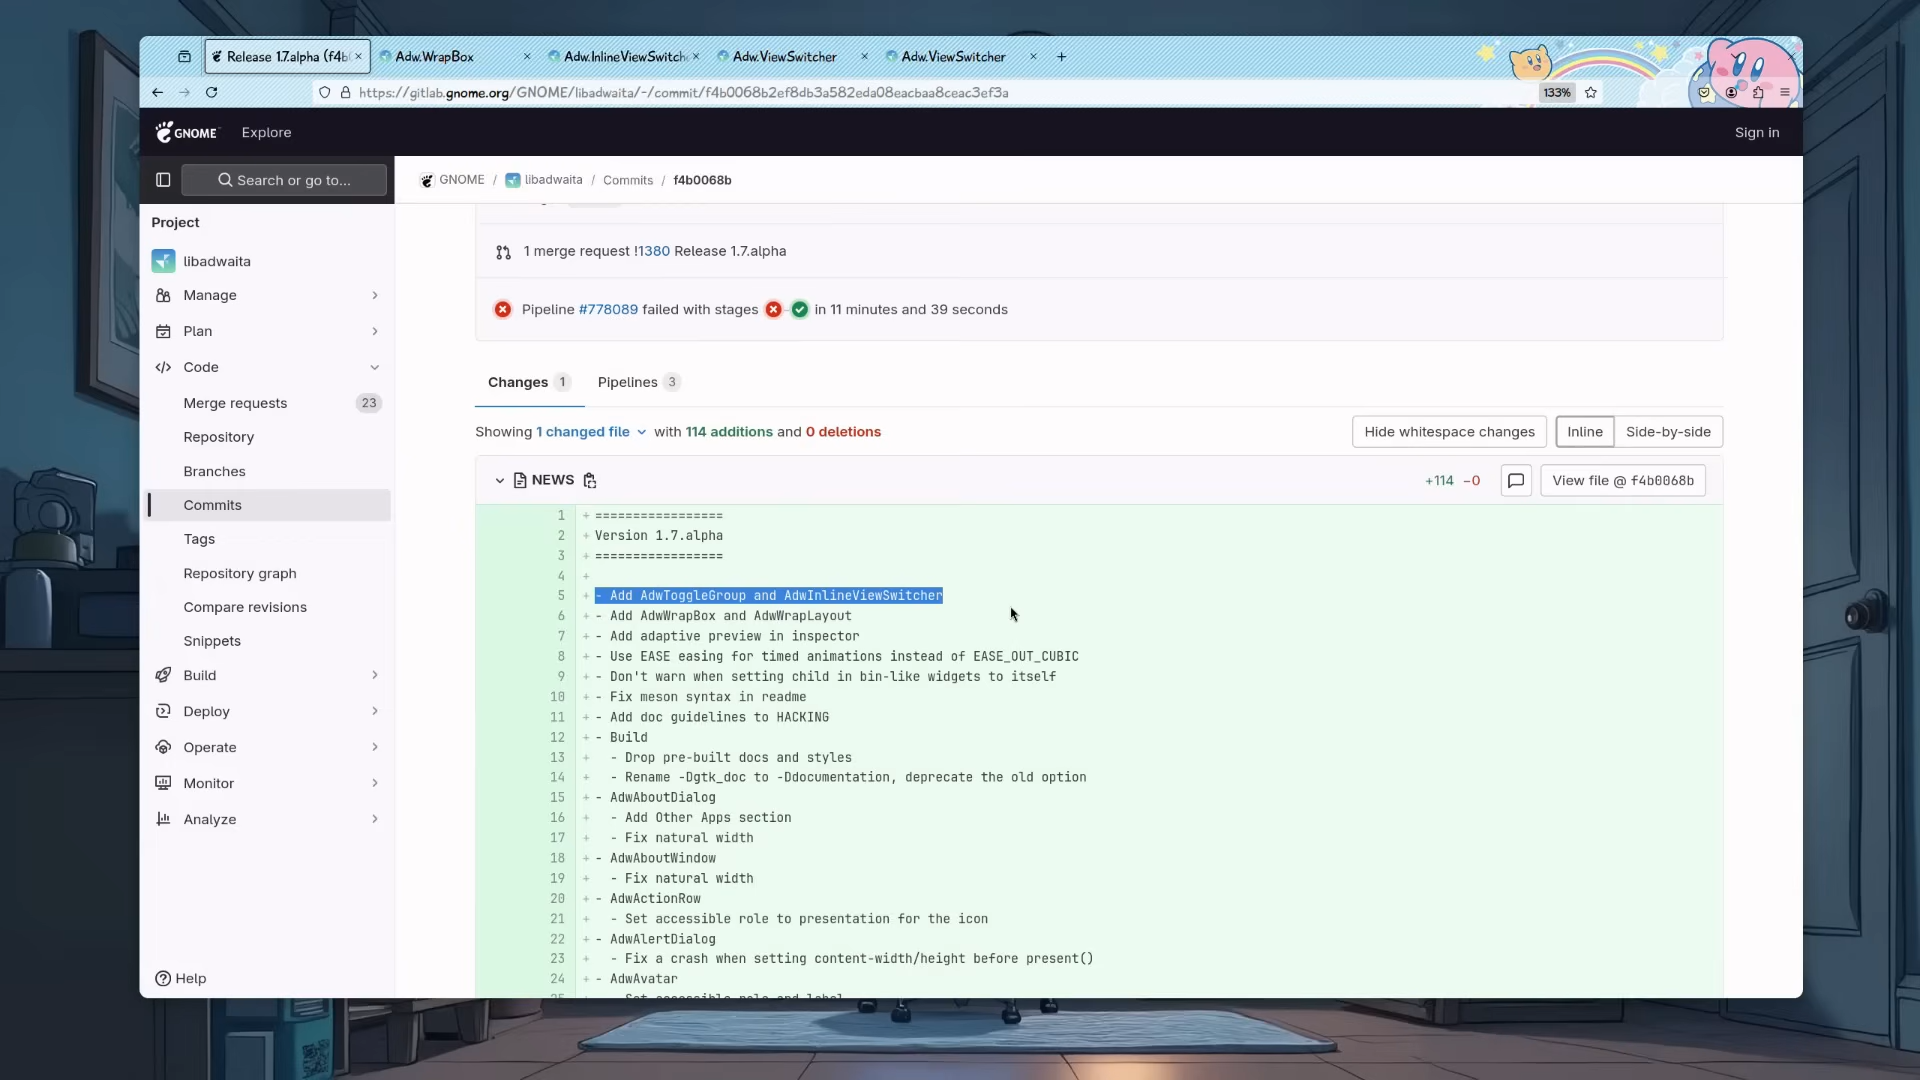 Release 1.7.alpha (f4b
Adw.WrapBox
Adw.InlineViewSwitch
Adw.ViewSwitcher
Adw.ViewSwitcher
https://gitlab.gnome.org/GNOME/libadwaita/-/commit/f4b0068b2ef8db3a582eda08eacbaa8ceac3ef3a
133%
GNOME
Explore
Sign in
Search or go to...
GNOME / libadwaita / Commits / f4b0068b
Project
libadwaita
Manage
Plan
Code
Merge requests 23
Repository
Branches
Commits
Tags
Repository graph
Compare revisions
Snippets
Build
Deploy
Operate
Monitor
Analyze
Help
1 merge request !1380 Release 1.7.alpha
Pipeline #778089 failed with stages in 11 minutes and 39 seconds
Changes 1 Pipelines 3
Showing 1 changed file with 114 additions and 0 deletions
Hide whitespace changes
Inline
Side-by-side
NEWS
+114 −0
View file @ f4b0068b
1 + =================
2 + Version 1.7.alpha
3 + =================
4 +
5 + - Add AdwToggleGroup and AdwInlineViewSwitcher
6 + - Add AdwWrapBox and AdwWrapLayout
7 + - Add adaptive preview in inspector
8 + - Use EASE easing for timed animations instead of EASE_OUT_CUBIC
9 + - Don't warn when setting child in bin-like widgets to itself
10 + - Fix meson syntax in readme
11 + - Add doc guidelines to HACKING
12 + - Build
13 + - Drop pre-built docs and styles
14 + - Rename -Dgtk_doc to -Ddocumentation, deprecate the old option
15 + - AdwAboutDialog
16 + - Add Other Apps section
17 + - Fix natural width
18 + - AdwAboutWindow
19 + - Fix natural width
20 + - AdwActionRow
21 + - Set accessible role to presentation for the icon
22 + - AdwAlertDialog
23 + - Fix a crash when setting content-width/height before present()
24 + - AdwAvatar
25 - Set accessible role and label